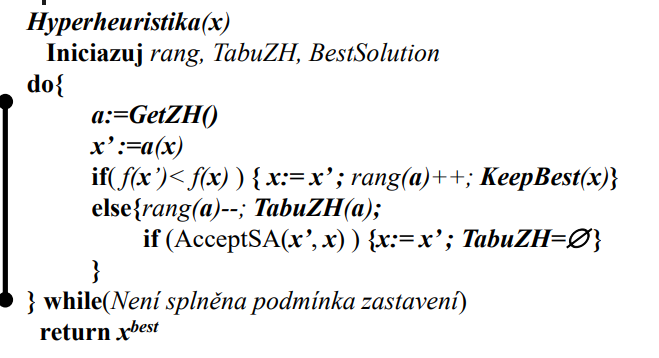 Hyperheuristika(x)
Iniciazuj rang, TabuZH, BestSolution
do{
a:=GetZH()
x’:=a(x)
if( f(x’)< f(x) ) { x:= x’; rang(a)++; KeepBest(x)}
else{rang(a)--; TabuZH(a);
if (AcceptSA(x’, x) ) {x:= x’; TabuZH=∅}
}
} while(Není splněna podmínka zastavení)
return x^best